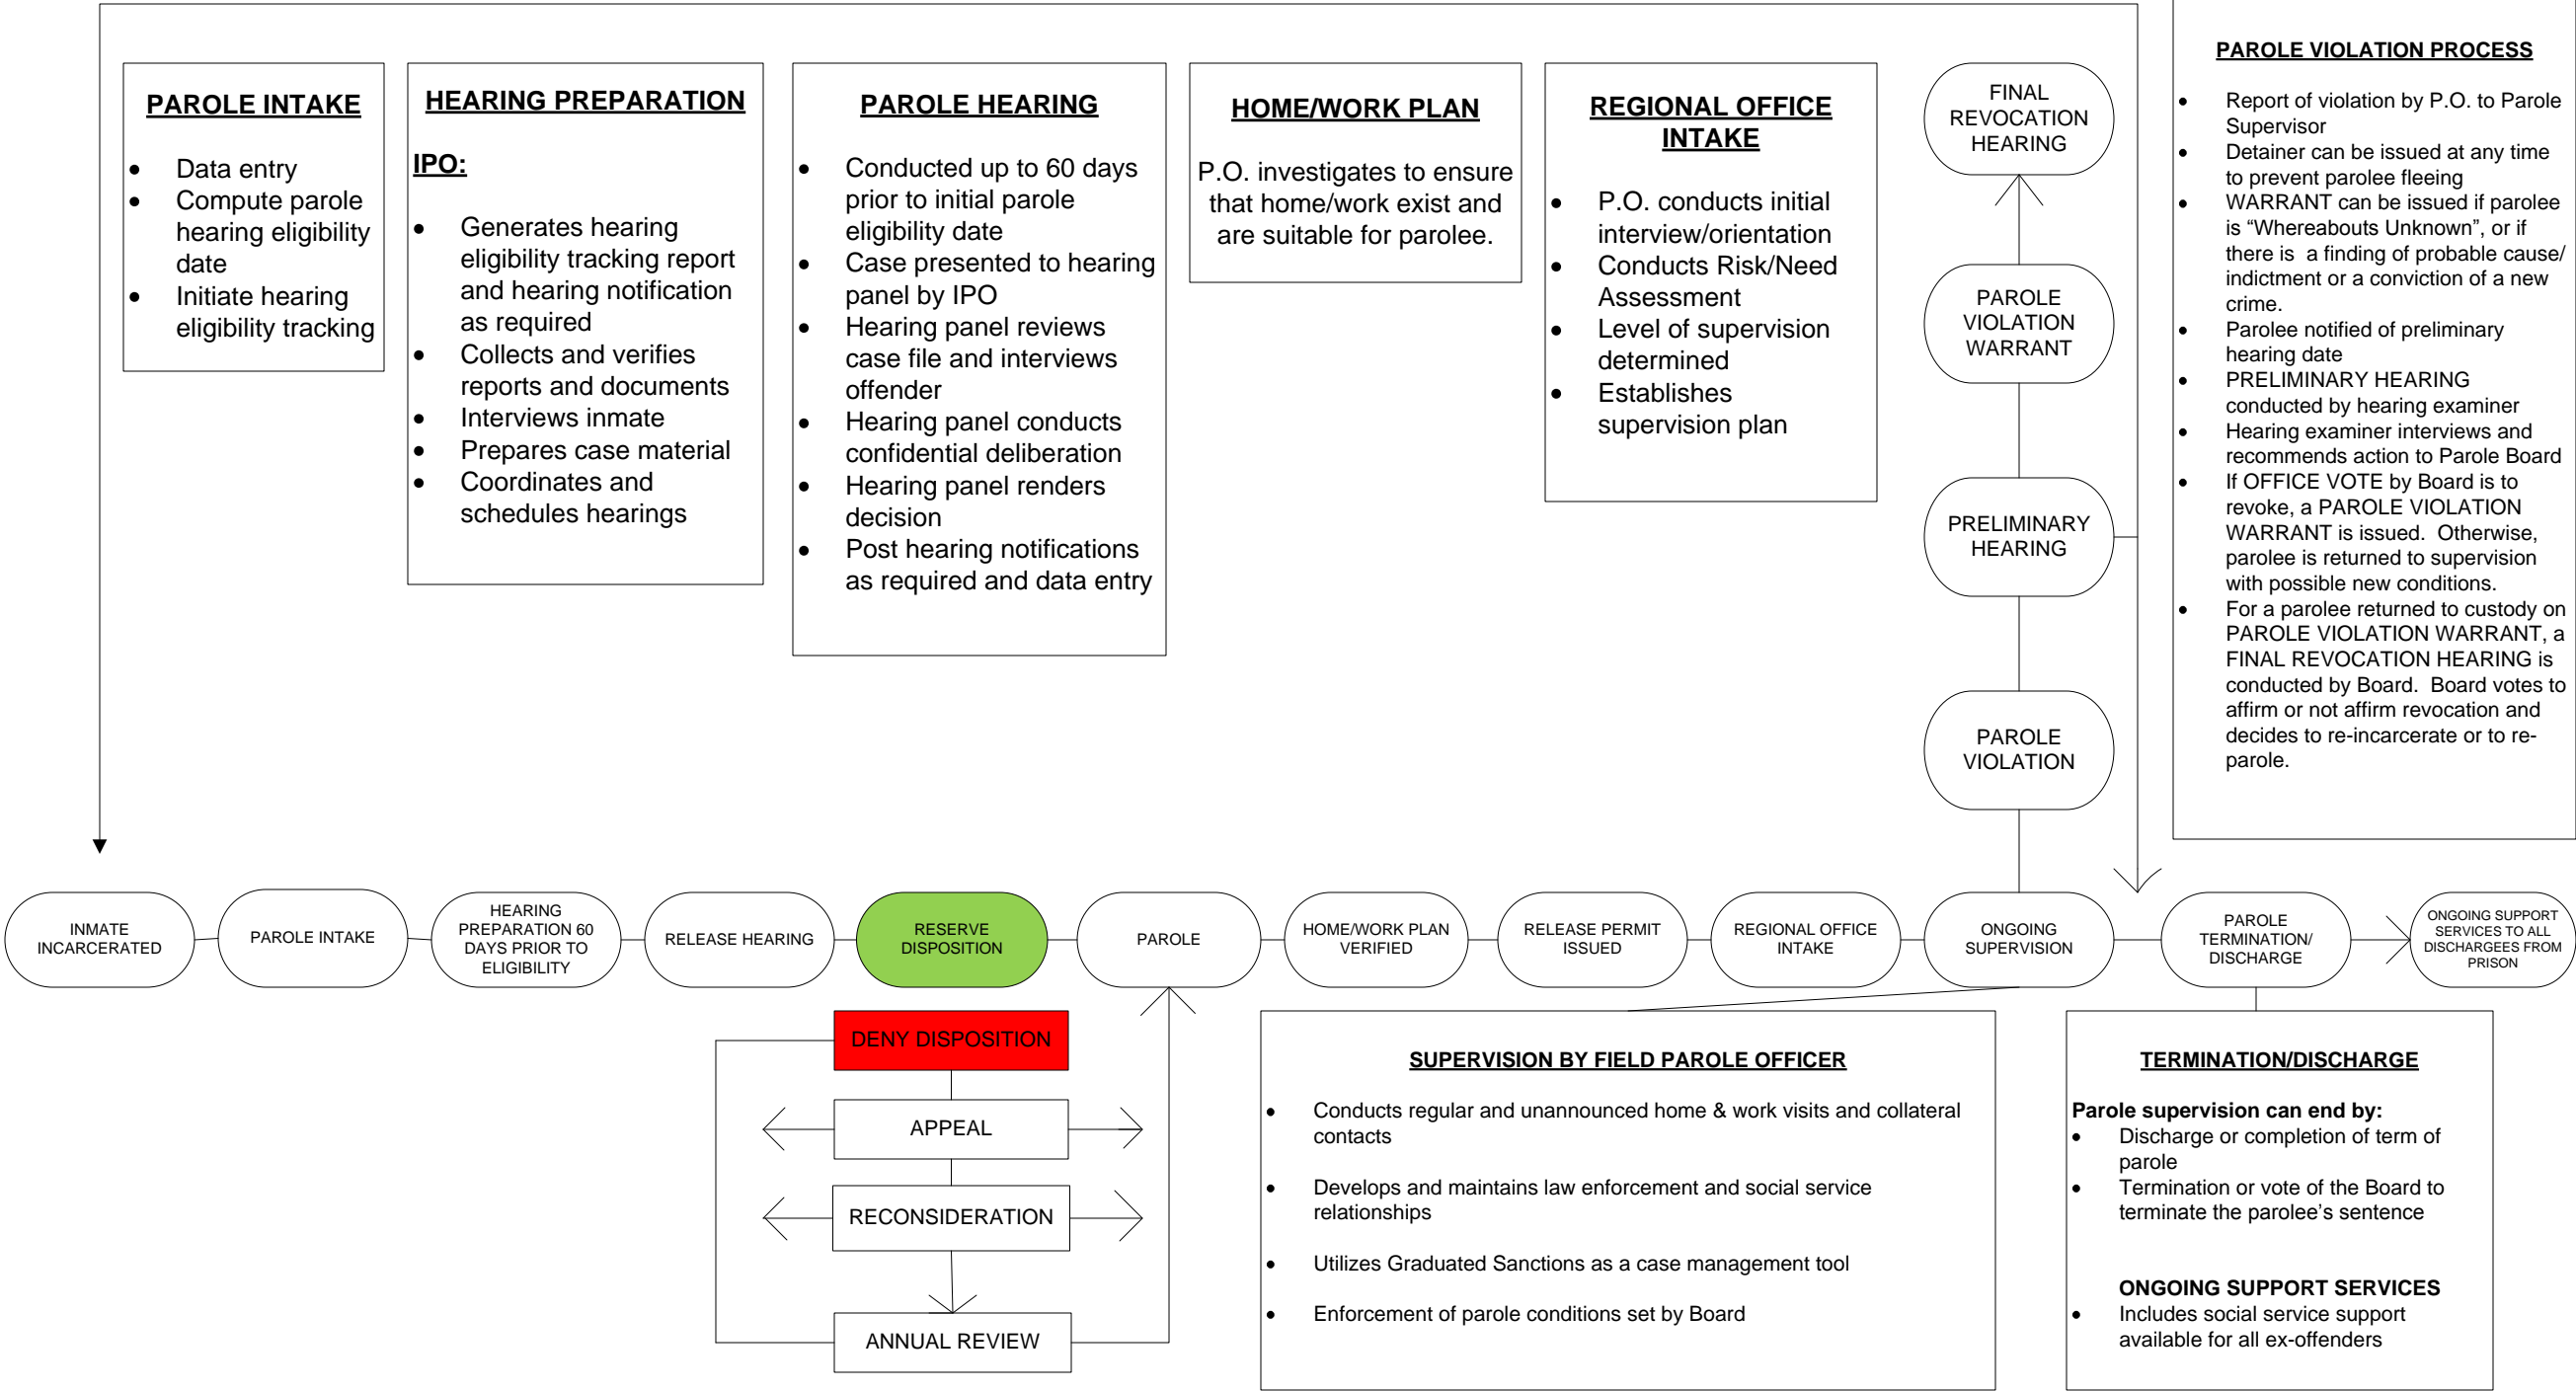 PAROLE INTAKE
• Data entry
• Compute parole
hearing eligibility
date
• Initiate hearing
eligibility tracking
HEARING PREPARATION
IPO:
• Generates hearing
eligibility tracking report
and hearing notification
as required
• Collects and verifies
reports and documents
• Interviews inmate
• Prepares case material
• Coordinates and
schedules hearings
PAROLE HEARING
• Conducted up to 60 days
prior to initial parole
eligibility date
• Case presented to hearing
panel by IPO
• Hearing panel reviews
case file and interviews
offender
• Hearing panel conducts
confidential deliberation
• Hearing panel renders
decision
• Post hearing notifications
as required and data entry
HOME/WORK PLAN
P.O. investigates to ensure
that home/work exist and
are suitable for parolee.
REGIONAL OFFICE
INTAKE
• P.O. conducts initial
interview/orientation
• Conducts Risk/Need
Assessment
• Level of supervision
determined
• Establishes
supervision plan
FINAL
REVOCATION
HEARING
PAROLE
VIOLATION
WARRANT
PRELIMINARY
HEARING
PAROLE
VIOLATION
PAROLE VIOLATION PROCESS
• Report of violation by P.O. to Parole
Supervisor
• Detainer can be issued at any time
to prevent parolee fleeing
• WARRANT can be issued if parolee
is “Whereabouts Unknown”, or if
there is a finding of probable cause/
indictment or a conviction of a new
crime.
• Parolee notified of preliminary
hearing date
• PRELIMINARY HEARING
conducted by hearing examiner
• Hearing examiner interviews and
recommends action to Parole Board
• If OFFICE VOTE by Board is to
revoke, a PAROLE VIOLATION
WARRANT is issued. Otherwise,
parolee is returned to supervision
with possible new conditions.
• For a parolee returned to custody on
PAROLE VIOLATION WARRANT, a
FINAL REVOCATION HEARING is
conducted by Board. Board votes to
affirm or not affirm revocation and
decides to re-incarcerate or to re-
parole.
INMATE
INCARCERATED
PAROLE INTAKE
HEARING
PREPARATION 60
DAYS PRIOR TO
ELIGIBILITY
RELEASE HEARING
RESERVE
DISPOSITION
PAROLE
HOME/WORK PLAN
VERIFIED
RELEASE PERMIT
ISSUED
REGIONAL OFFICE
INTAKE
ONGOING
SUPERVISION
PAROLE
TERMINATION/
DISCHARGE
ONGOING SUPPORT
SERVICES TO ALL
DISCHARGEES FROM
PRISON
DENY DISPOSITION
APPEAL
RECONSIDERATION
ANNUAL REVIEW
SUPERVISION BY FIELD PAROLE OFFICER
• Conducts regular and unannounced home & work visits and collateral
contacts
• Develops and maintains law enforcement and social service
relationships
• Utilizes Graduated Sanctions as a case management tool
• Enforcement of parole conditions set by Board
TERMINATION/DISCHARGE
Parole supervision can end by:
• Discharge or completion of term of
parole
• Termination or vote of the Board to
terminate the parolee’s sentence
ONGOING SUPPORT SERVICES
• Includes social service support
available for all ex-offenders